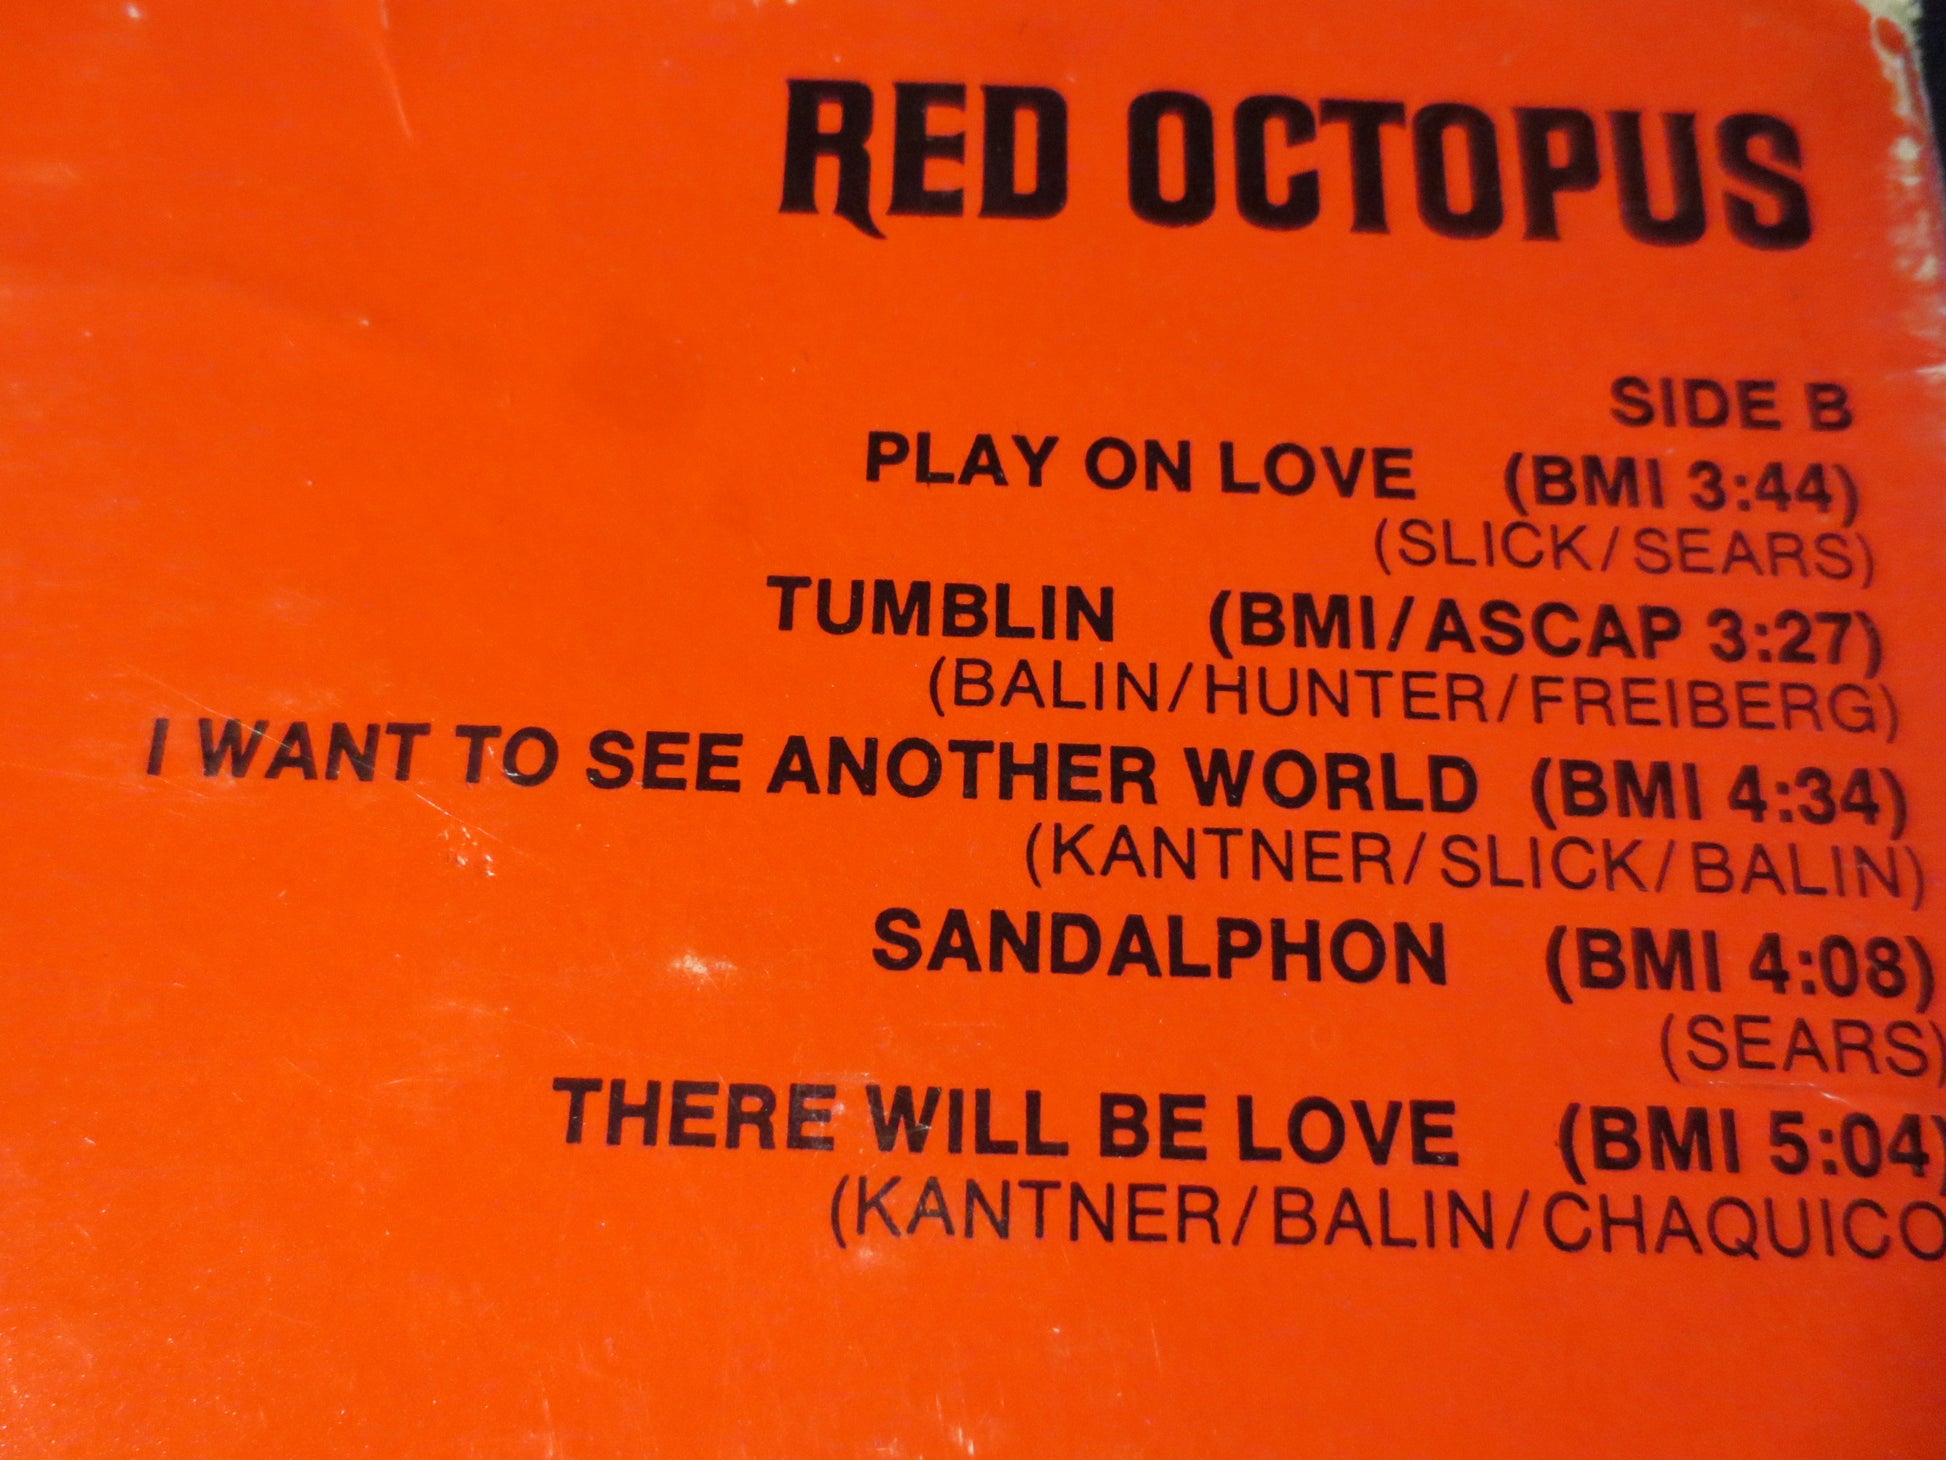 RED OCTOPUS
SIDE B
PLAY ON LOVE (BMI 3:44)
(SLICK/SEARS)
TUMBLIN (BMI/ASCAP 3:27)
(BALIN/HUNTER/FREIBERG)
I WANT TO SEE ANOTHER WORLD (BMI 4:34)
(KANTNER/SLICK/BALIN)
SANDALPHON (BMI 4:08)
(SEARS)
THERE WILL BE LOVE (BMI 5:04)
(KANTNER/BALIN/CHAQUICO